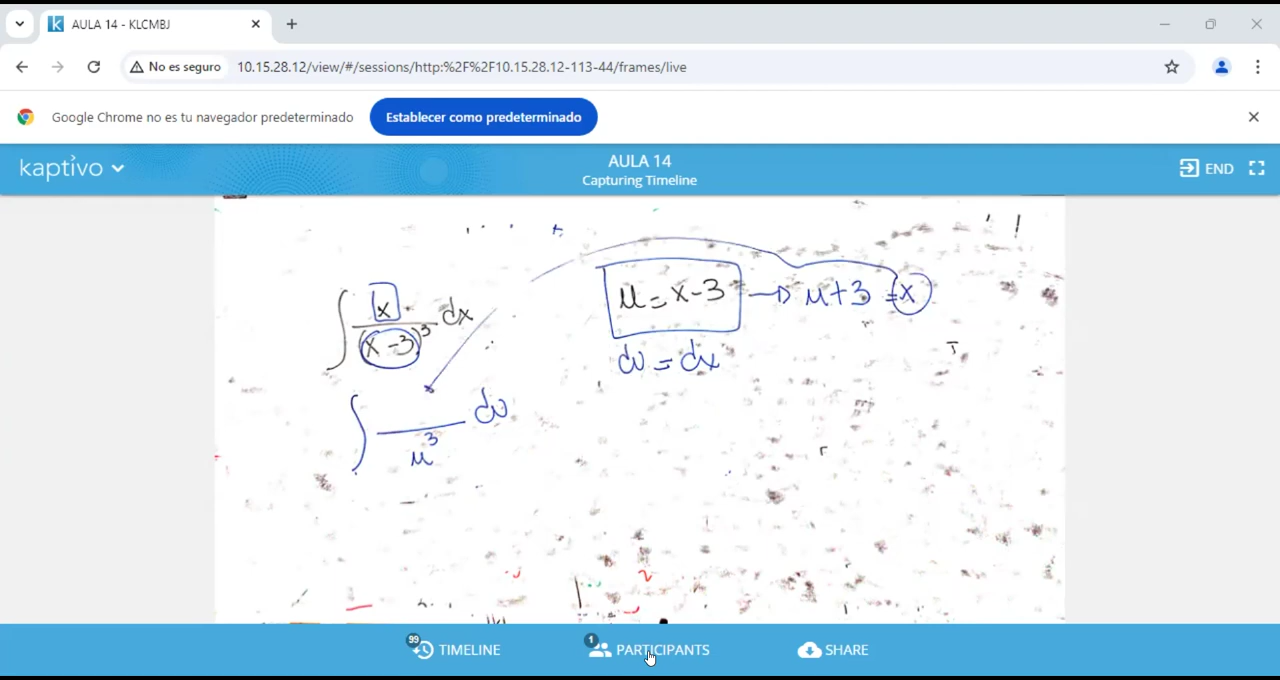 AULA 14 - KLCMBJ
No es seguro 10.15.28.12/view/#/sessions/http:%2F%2F10.15.28.12-113-44/frames/live
Google Chrome no es tu navegador predeterminado Establecer como predeterminado
kaptivo AULA 14 END
Capturing Timeline
∫ x/(x-3)³ dx u = x-3 → u+3 = x
du = dx
∫ /u³ du
99 TIMELINE 1 PARTICIPANTS SHARE